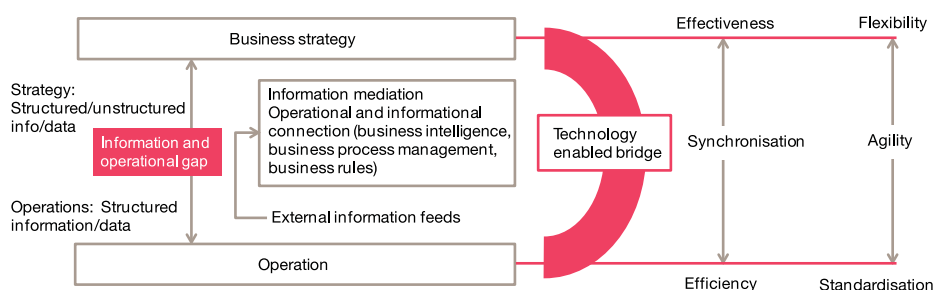 Business strategy
Effectiveness
Flexibility
Strategy:
Structured/unstructured
info/data
Information and
operational gap
Operations: Structured
information/data
Information mediation
Operational and informational
connection (business intelligence,
business process management,
business rules)
External information feeds
Technology
enabled bridge
Synchronisation
Agility
Operation
Efficiency
Standardisation